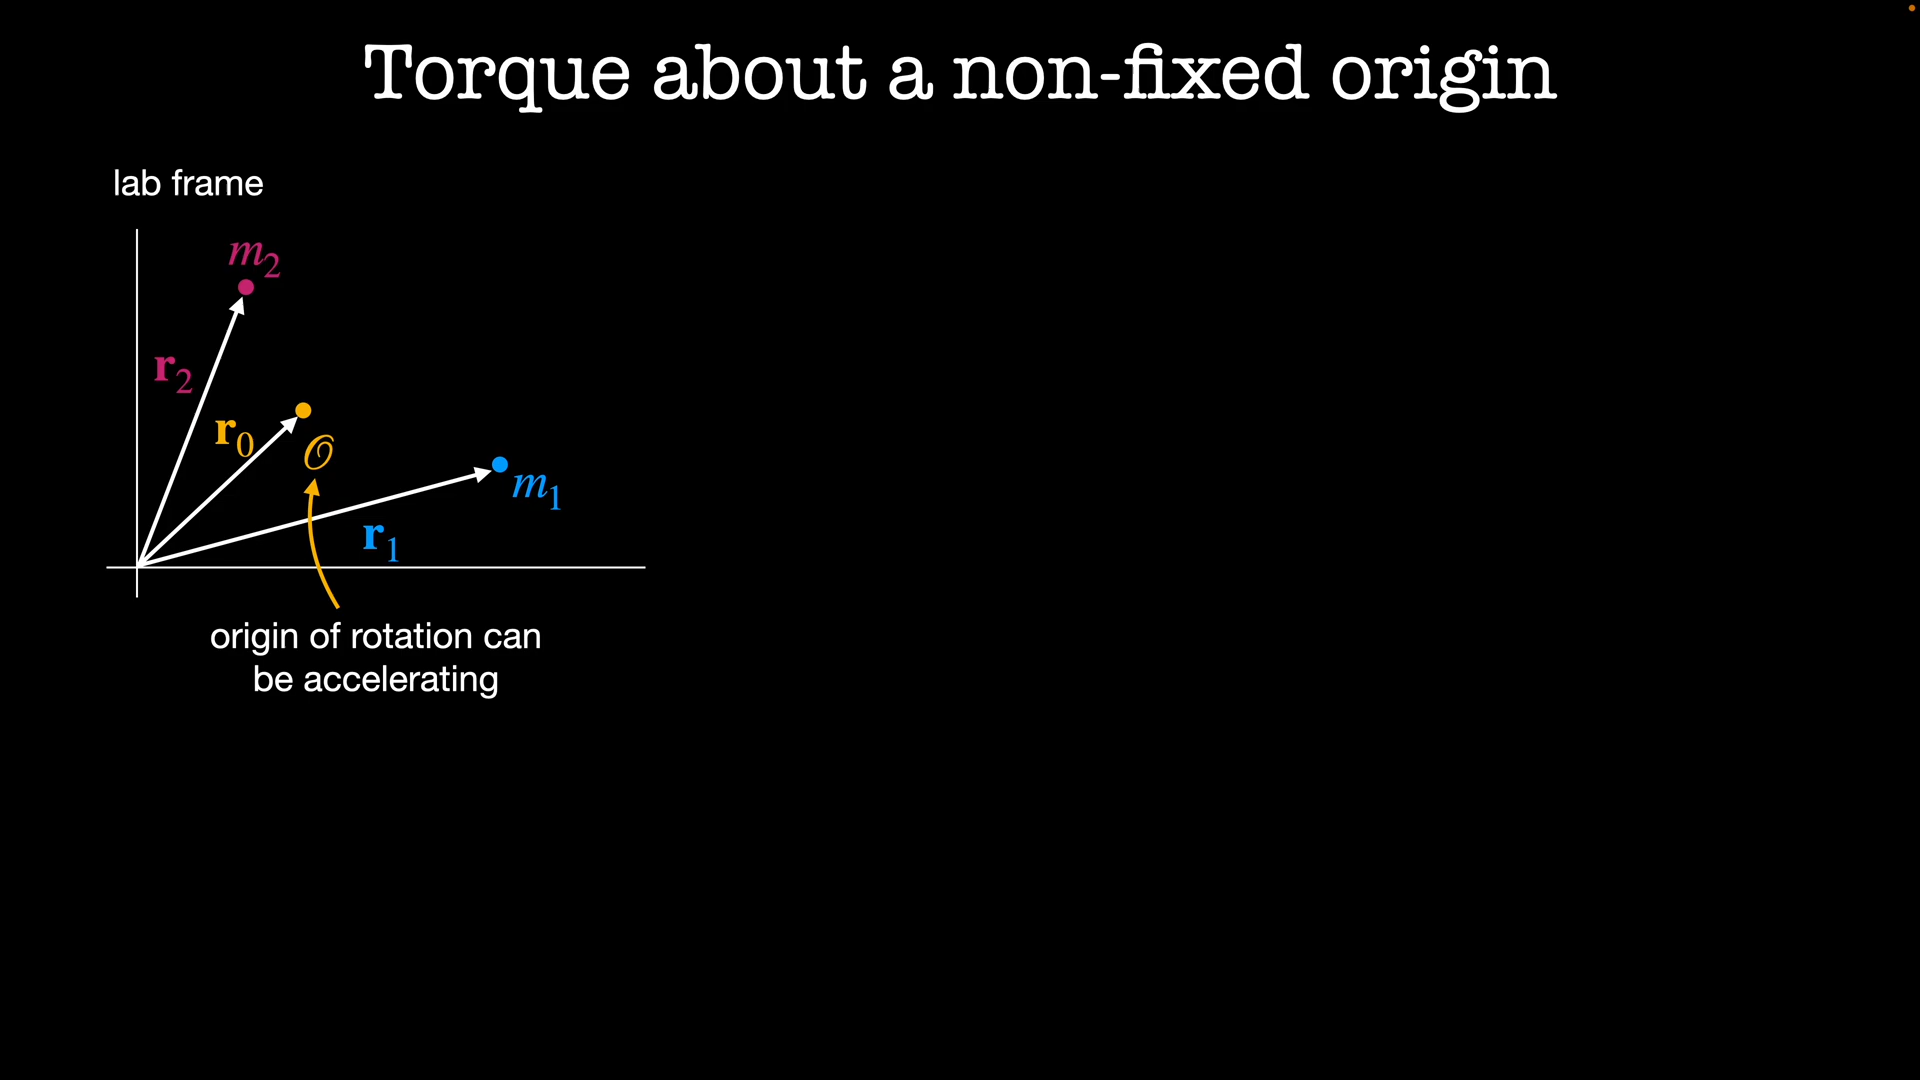 Torque about a non-fixed origin
lab frame
m₂
r₂
r₀
𝒪
m₁
r₁
origin of rotation can
be accelerating